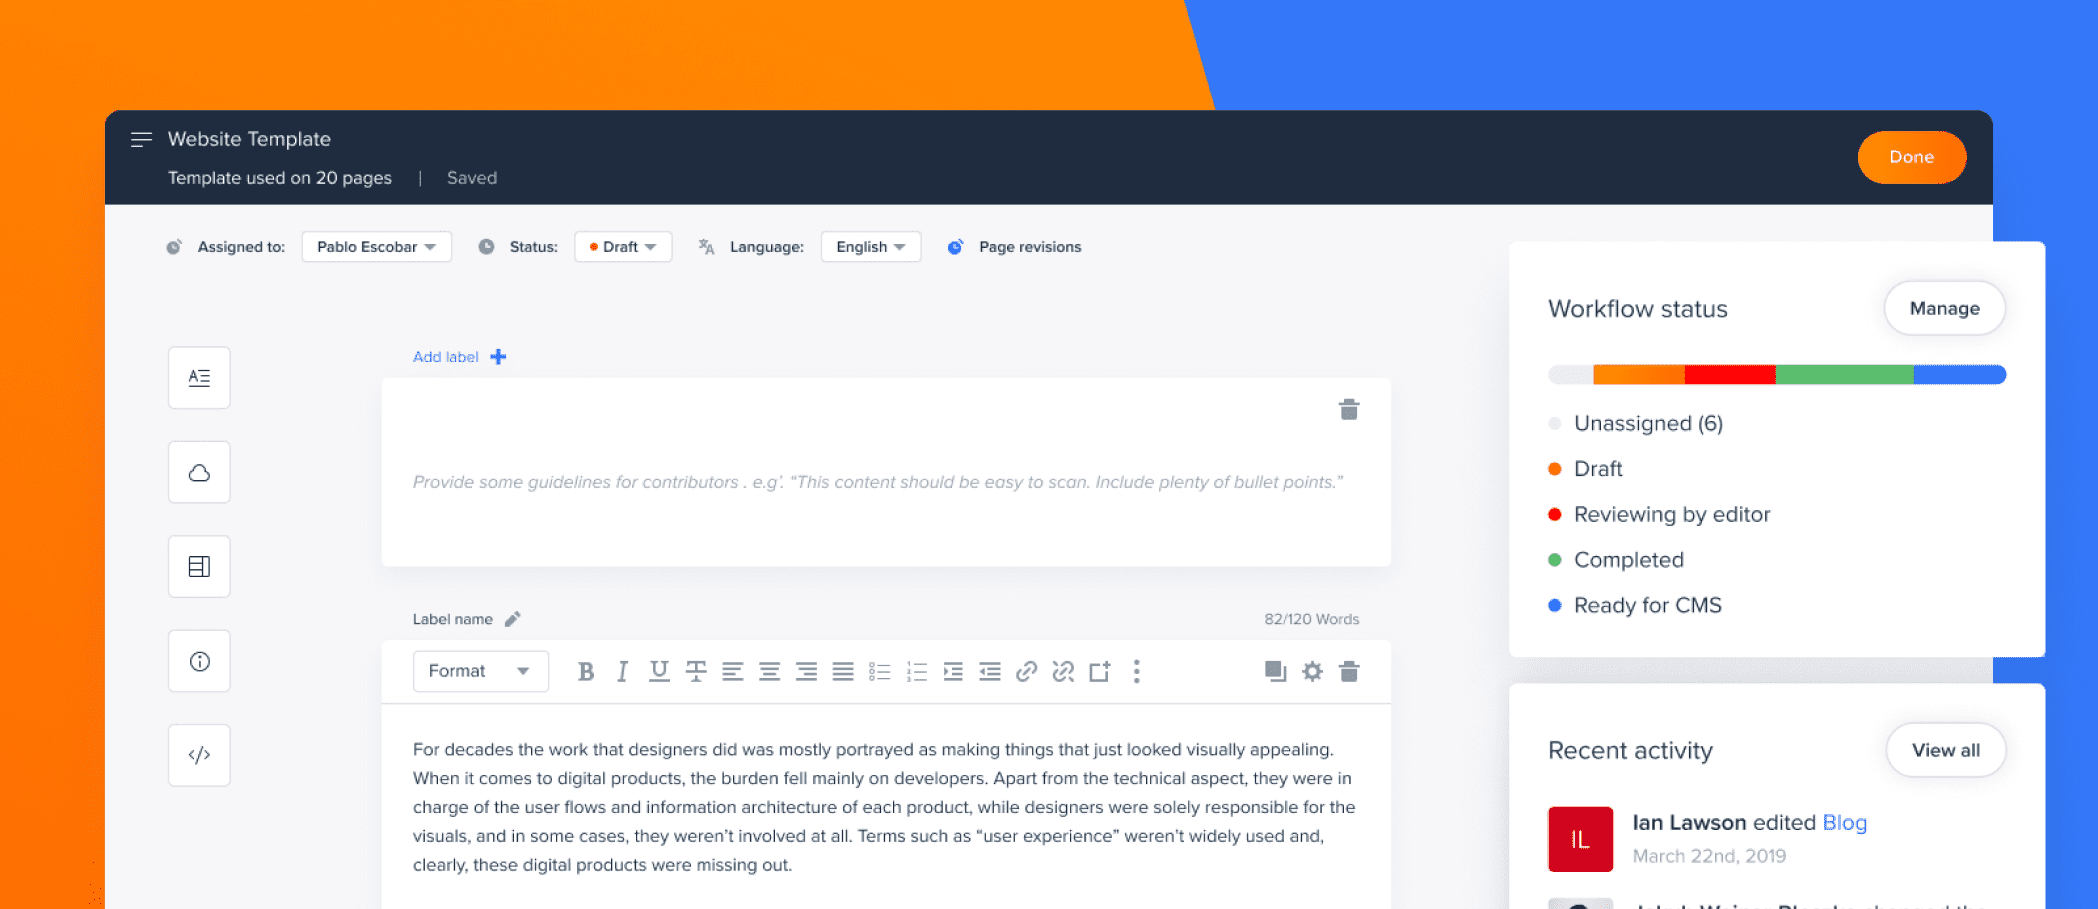 Website Template
Template used on 20 pages | Saved
Done
Assigned to: Pablo Escobar Status: Draft Language: English Page revisions
Add label
Provide some guidelines for contributors . e.g'. “This content should be easy to scan. Include plenty of bullet points.”
Label name 82/120 Words
Format B I U T
For decades the work that designers did was mostly portrayed as making things that just looked visually appealing.
When it comes to digital products, the burden fell mainly on developers. Apart from the technical aspect, they were in
charge of the user flows and information architecture of each product, while designers were solely responsible for the
visuals, and in some cases, they weren’t involved at all. Terms such as “user experience” weren’t widely used and,
clearly, these digital products were missing out.
Workflow status
Manage
Unassigned (6)
Draft
Reviewing by editor
Completed
Ready for CMS
Recent activity
View all
IL
Ian Lawson edited Blog
March 22nd, 2019